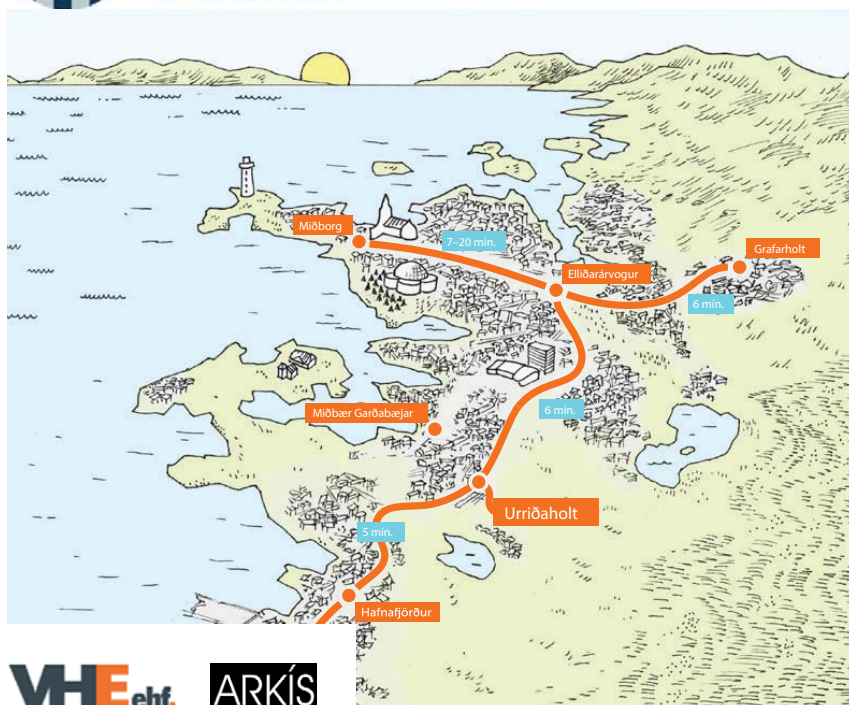 Miðborg
7–20 mín.
Grafarholt
Elliðarárvogur
6 mín.
Miðbær Garðabæjar
6 mín.
Urriðaholt
5 mín.
Hafnafjörður
VHE ehf.
ARKÍS